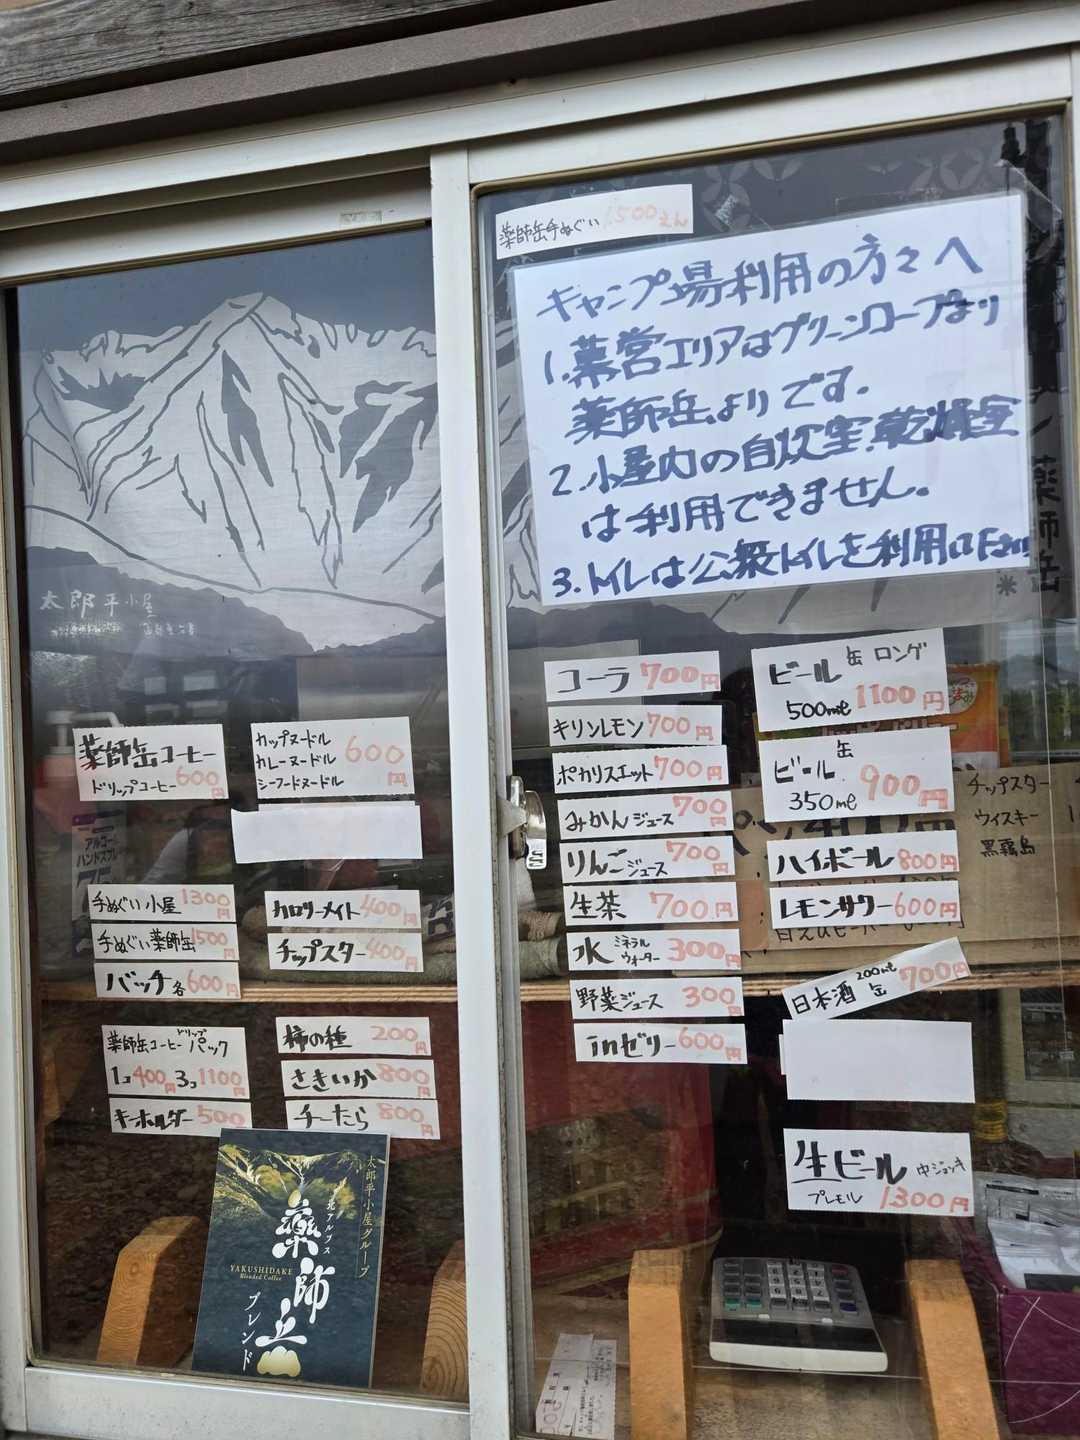 薬師岳手ぬぐい 1500えん
キャンプ場利用の方々へ
1. 幕営エリアはグリーンロープより
薬師岳よりです。
2. 小屋内の自炊室、乾燥室
は利用できません。
3. トイレは公衆トイレを利用
太郎平小屋
薬師岳コーヒー
ドリップコーヒー 600円
カップヌードル
カレーヌードル
シーフードヌードル
600円
手ぬぐい小屋 1300円
手ぬぐい薬師岳 1500円
バッチ各 600円
カロリーメイト 400円
チップスター 400円
薬師岳コーヒードリップパック
1コ400円 3コ1100円
キーホルダー 500
柿の種 200円
さきいか 800円
チーたら 800円
コーラ 700円
キリンレモン 700円
ポカリスエット 700円
みかんジュース 700円
りんごジュース 700円
生茶 700円
水 ミネラルウォーター 300円
野菜ジュース 300円
inゼリー 600円
ビール 缶 ロング
500ml 1100円
ビール 缶
350ml 900円
ハイボール 800円
レモンサワー 600円
日本酒 200ml 缶 700円
生ビール 中ジョッキ
プレモル 1300円
チップスター
ウィスキー
黒霧島
薬師岳
アルコー
ハンドスプレ
太郎平小屋グループ
北アルプス
薬師岳
YAKUSHIDAKE
Blended Coffee
ブレンド